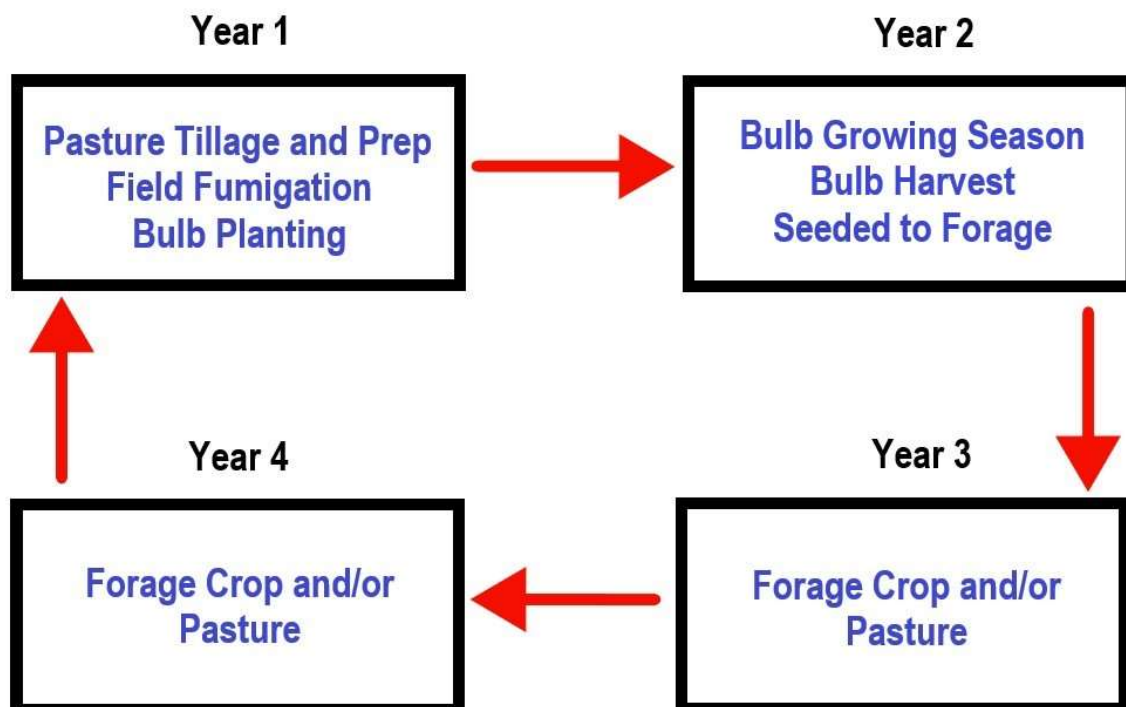 Year 1
Pasture Tillage and Prep
Field Fumigation
Bulb Planting
Year 2
Bulb Growing Season
Bulb Harvest
Seeded to Forage
Year 3
Forage Crop and/or
Pasture
Year 4
Forage Crop and/or
Pasture